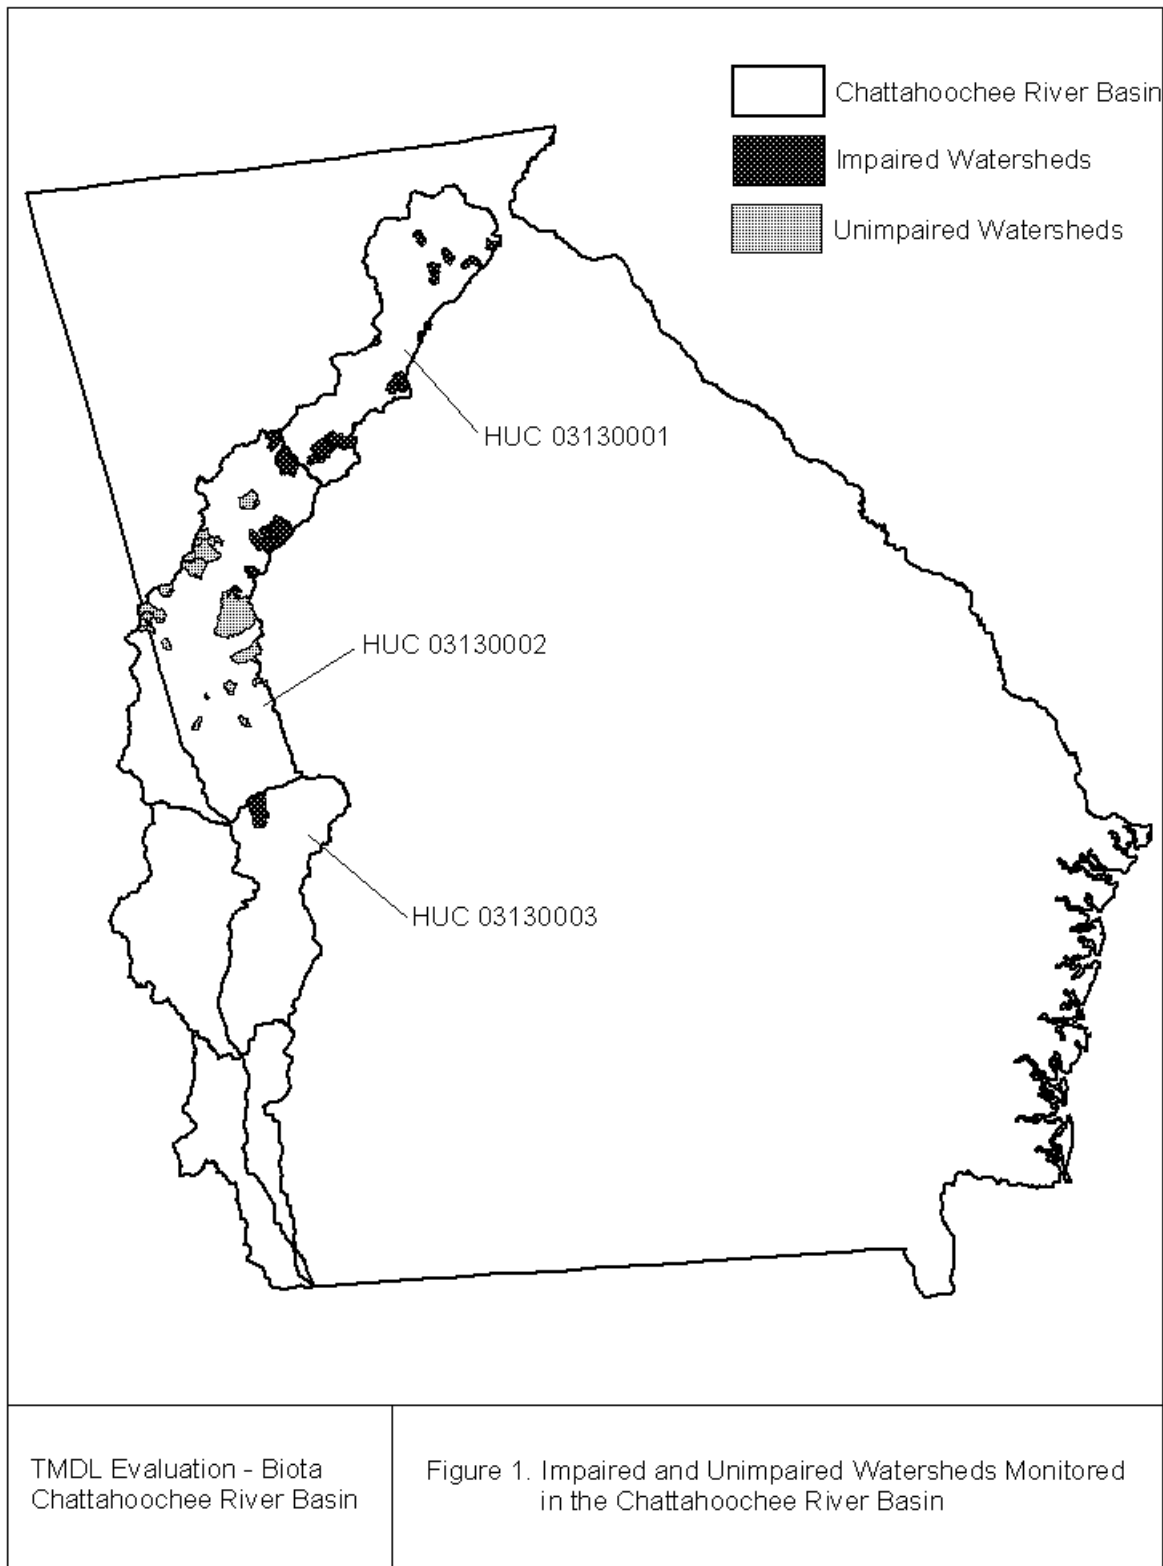 Chattahoochee River Basin
Impaired Watersheds
Unimpaired Watersheds
HUC 03130001
HUC 03130002
HUC 03130003
TMDL Evaluation - Biota
Chattahoochee River Basin
Figure 1. Impaired and Unimpaired Watersheds Monitored
in the Chattahoochee River Basin